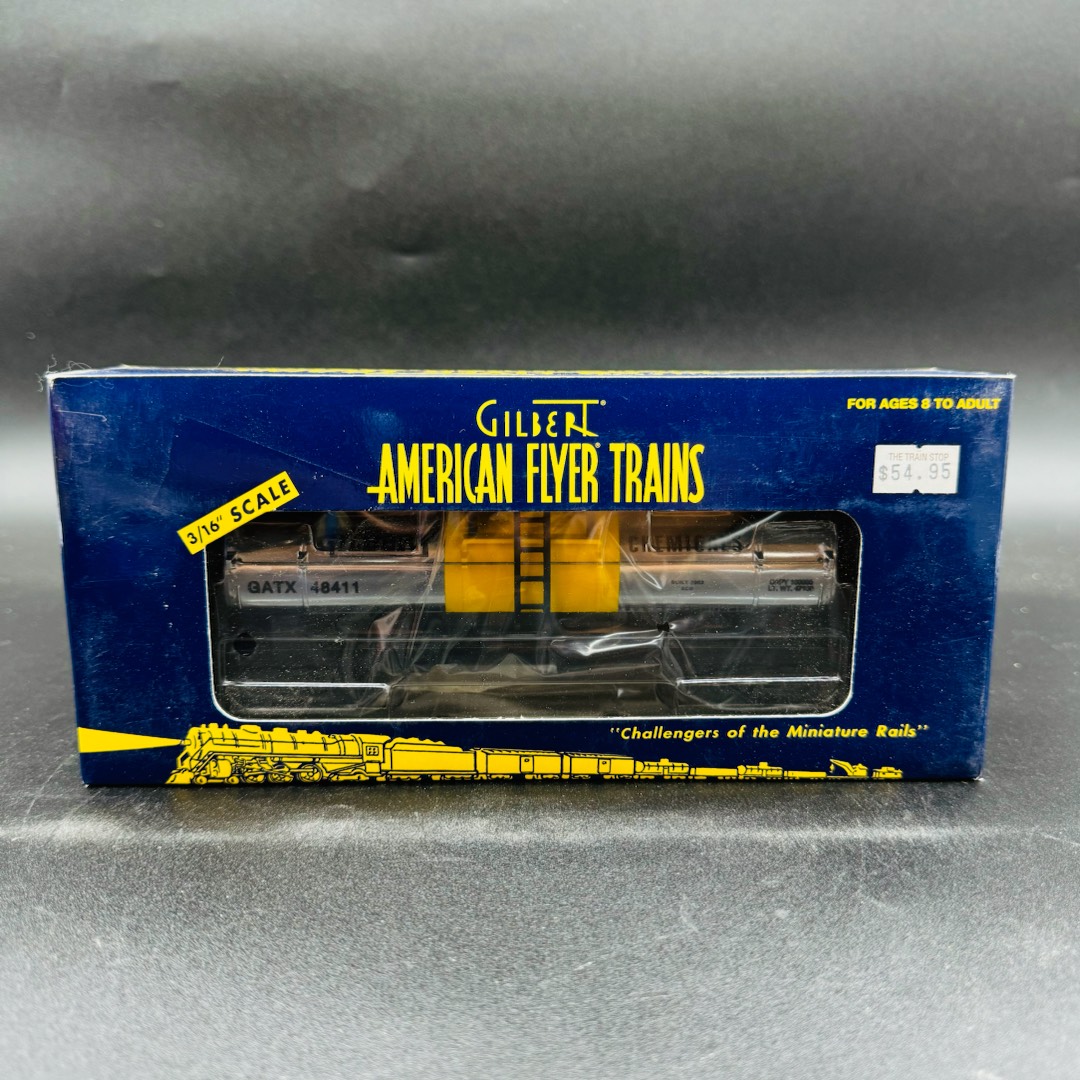 FOR AGES 8 TO ADULT
GILBERT®
AMERICAN FLYER® TRAINS
THE TRAIN STOP
$54.95
3/16" SCALE
CHEMICALS
GATX 48411
"Challengers of the Miniature Rails"